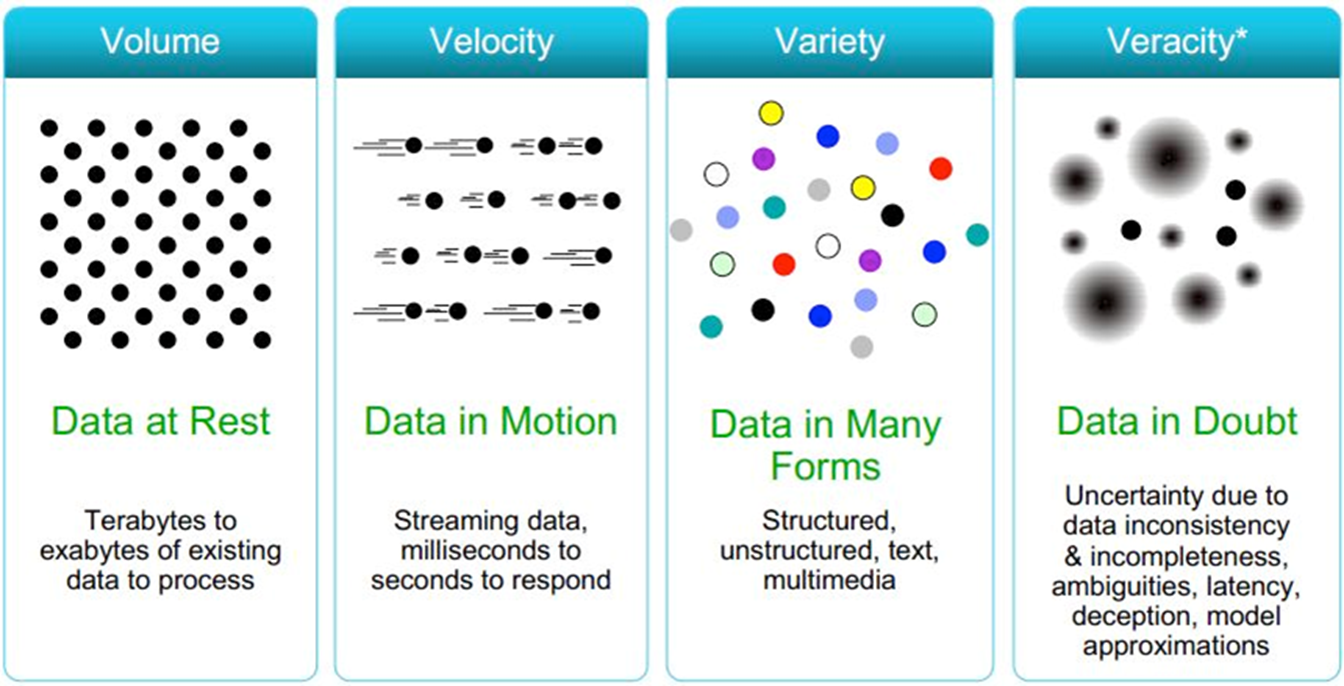 Volume
Data at Rest
Terabytes to
exabytes of existing
data to process
Velocity
Data in Motion
Streaming data,
milliseconds to
seconds to respond
Variety
Data in Many
Forms
Structured,
unstructured, text,
multimedia
Veracity*
Data in Doubt
Uncertainty due to
data inconsistency
& incompleteness,
ambiguities, latency,
deception, model
approximations